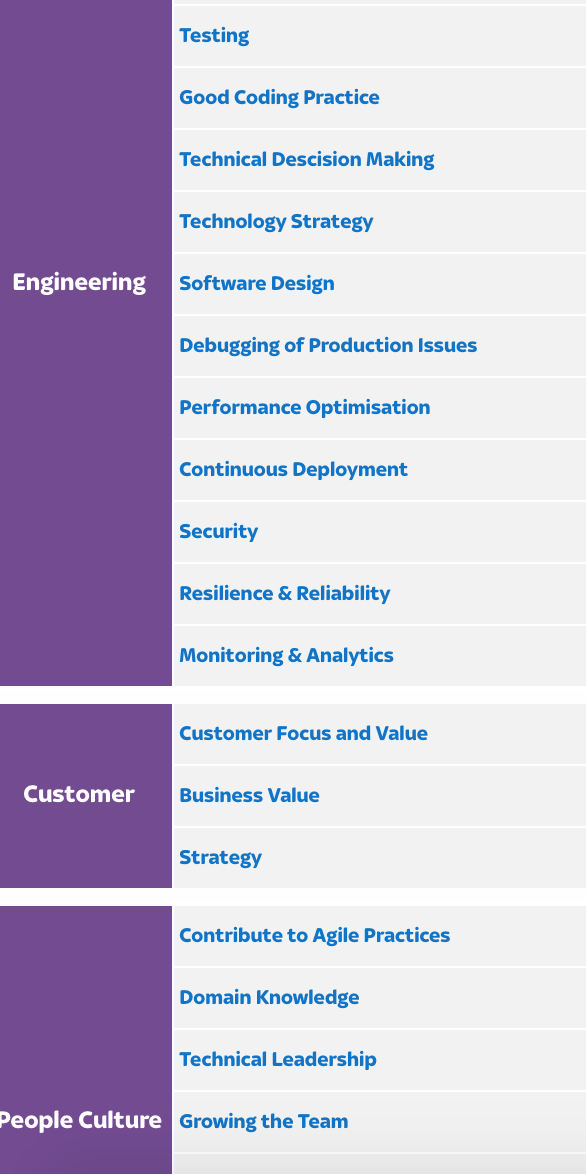 Engineering
Testing
Good Coding Practice
Technical Descision Making
Technology Strategy
Software Design
Debugging of Production Issues
Performance Optimisation
Continuous Deployment
Security
Resilience & Reliability
Monitoring & Analytics
Customer
Customer Focus and Value
Business Value
Strategy
People Culture
Contribute to Agile Practices
Domain Knowledge
Technical Leadership
Growing the Team